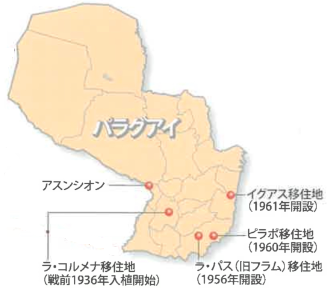 パラグアイ
アスンシオン
イグアス移住地
(1961年開設)
ピラポ移住地
(1960年開設)
ラ・コルメナ移住地
(戦前1936年入植開始)
ラ・パス(旧フラム)移住地
(1956年開設)